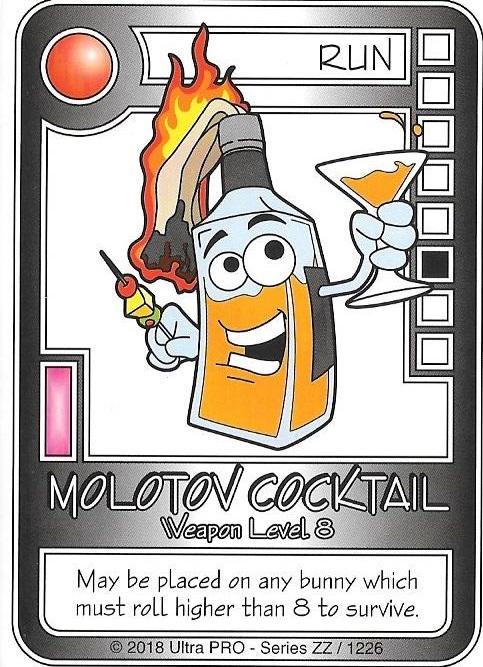 RUN
MOLOTOV COCKTAIL
Weapon Level 8
May be placed on any bunny which
must roll higher than 8 to survive.
© 2018 Ultra PRO - Series ZZ / 1226